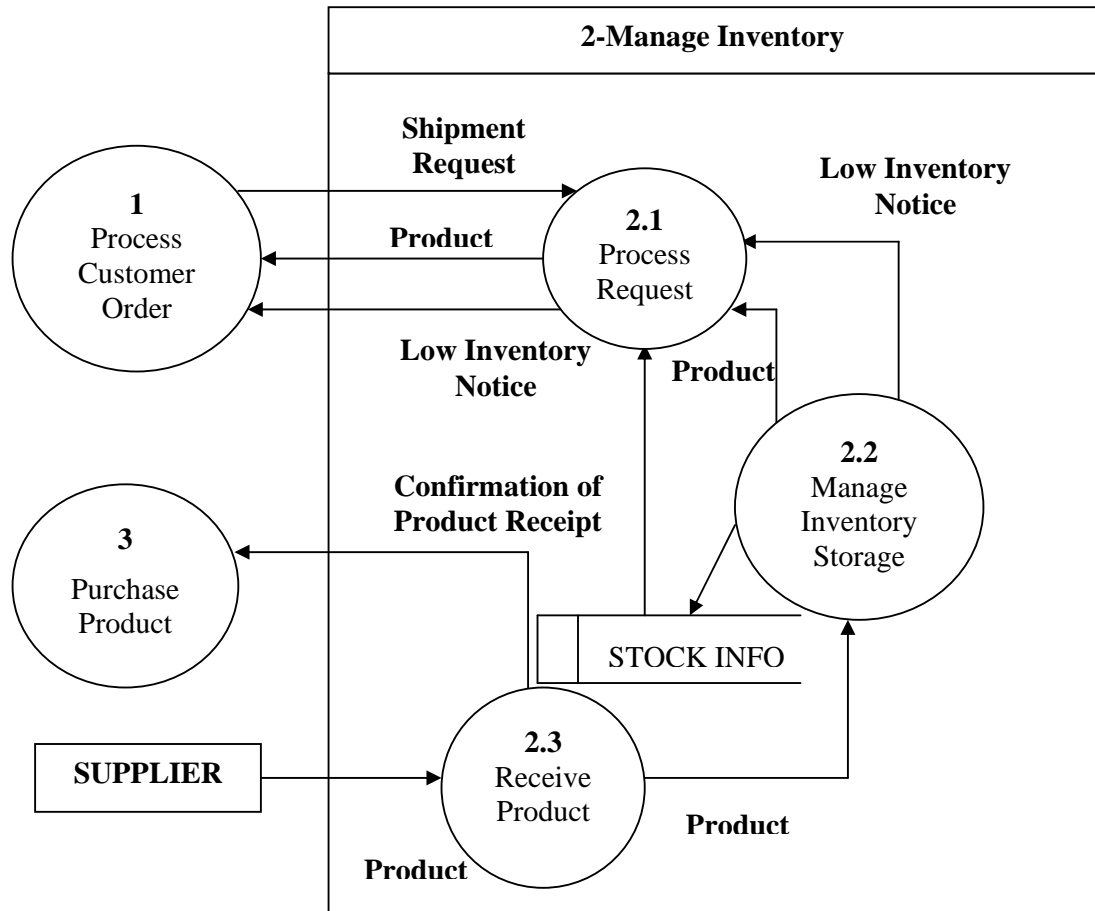 2-Manage Inventory
Shipment
Request
Low Inventory
Notice
1
Process
Customer
Order
Product
2.1
Process
Request
Low Inventory
Notice
Product
2.2
Manage
Inventory
Storage
Confirmation of
Product Receipt
3
Purchase
Product
STOCK INFO
SUPPLIER
2.3
Receive
Product
Product
Product